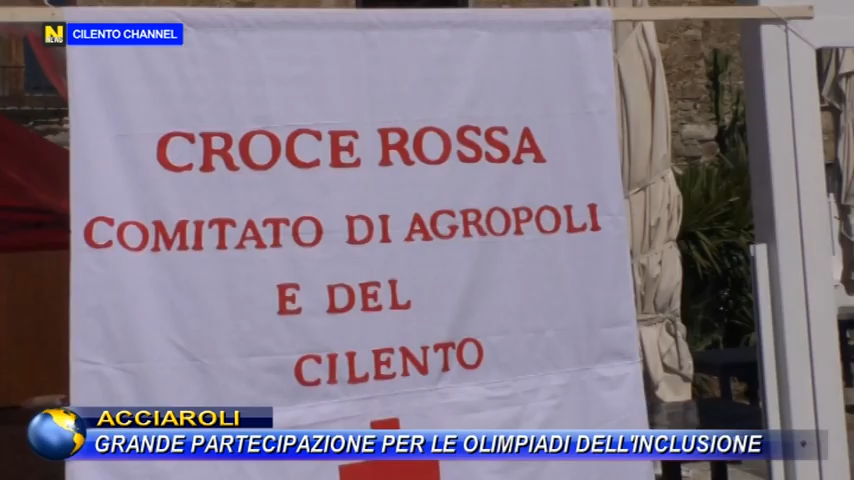 CILENTO CHANNEL
CROCE ROSSA
COMITATO DI AGROPOLI
E DEL
CILENTO
ACCIAROLI
GRANDE PARTECIPAZIONE PER LE OLIMPIADI DELL'INCLUSIONE